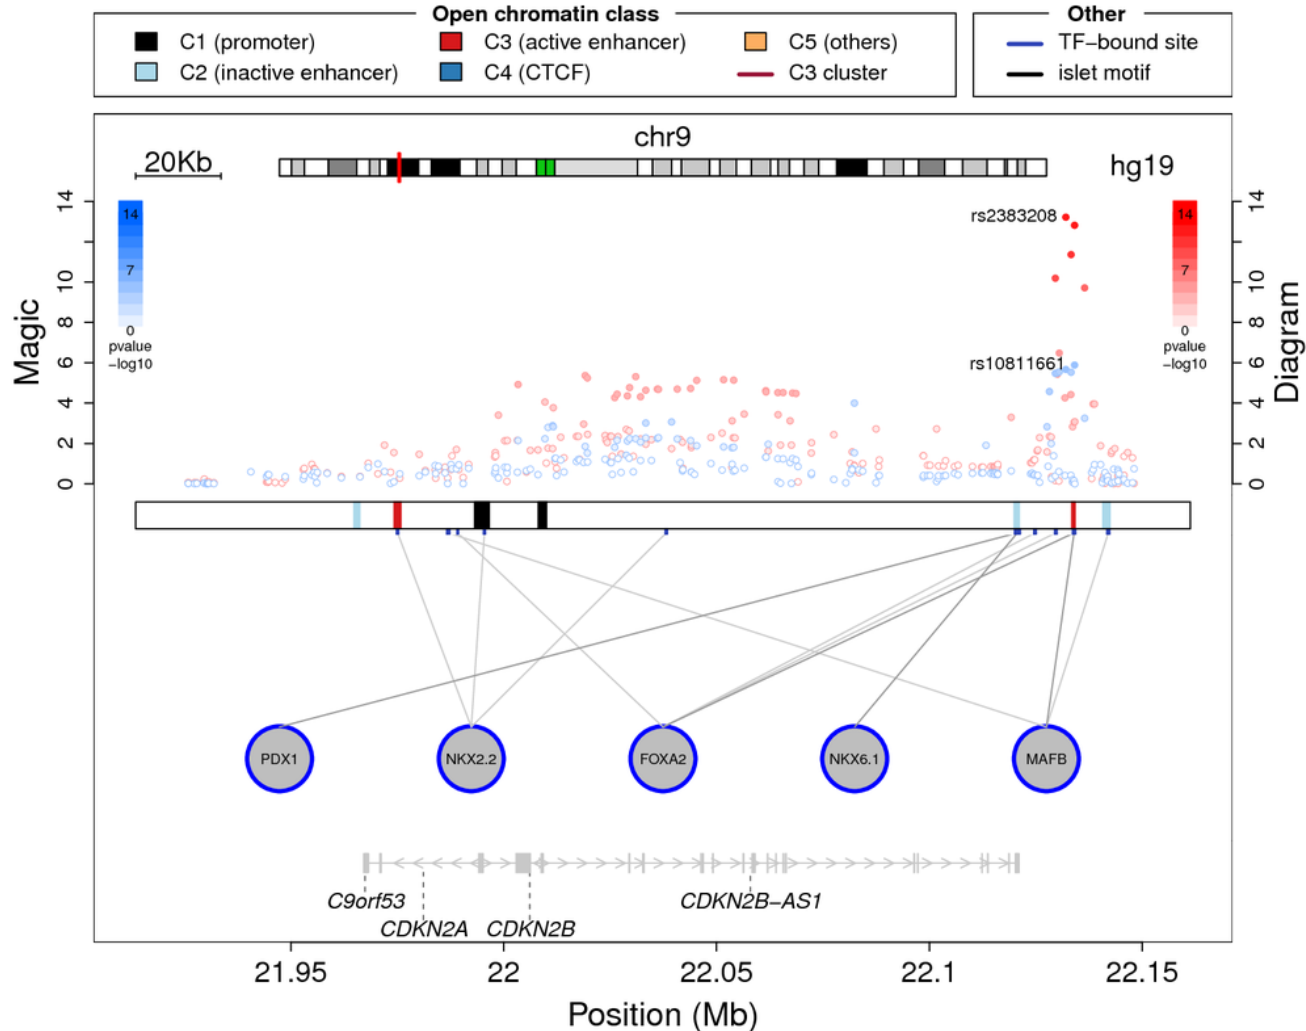 Open chromatin class
Other
C1 (promoter)
C3 (active enhancer)
C5 (others)
TF−bound site
C2 (inactive enhancer)
C4 (CTCF)
C3 cluster
islet motif
chr9
20Kb
hg19
14
14
14
14
rs2383208
10
7
7
10
8
8
0
0
pvalue
pvalue
−log10
−log10
6
rs10811661
6
4
4
2
2
0
0
Magic
Diagram
PDX1
NKX2.2
FOXA2
NKX6.1
MAFB
C9orf53
CDKN2B−AS1
CDKN2A
CDKN2B
21.95
22
22.05
22.1
22.15
Position (Mb)